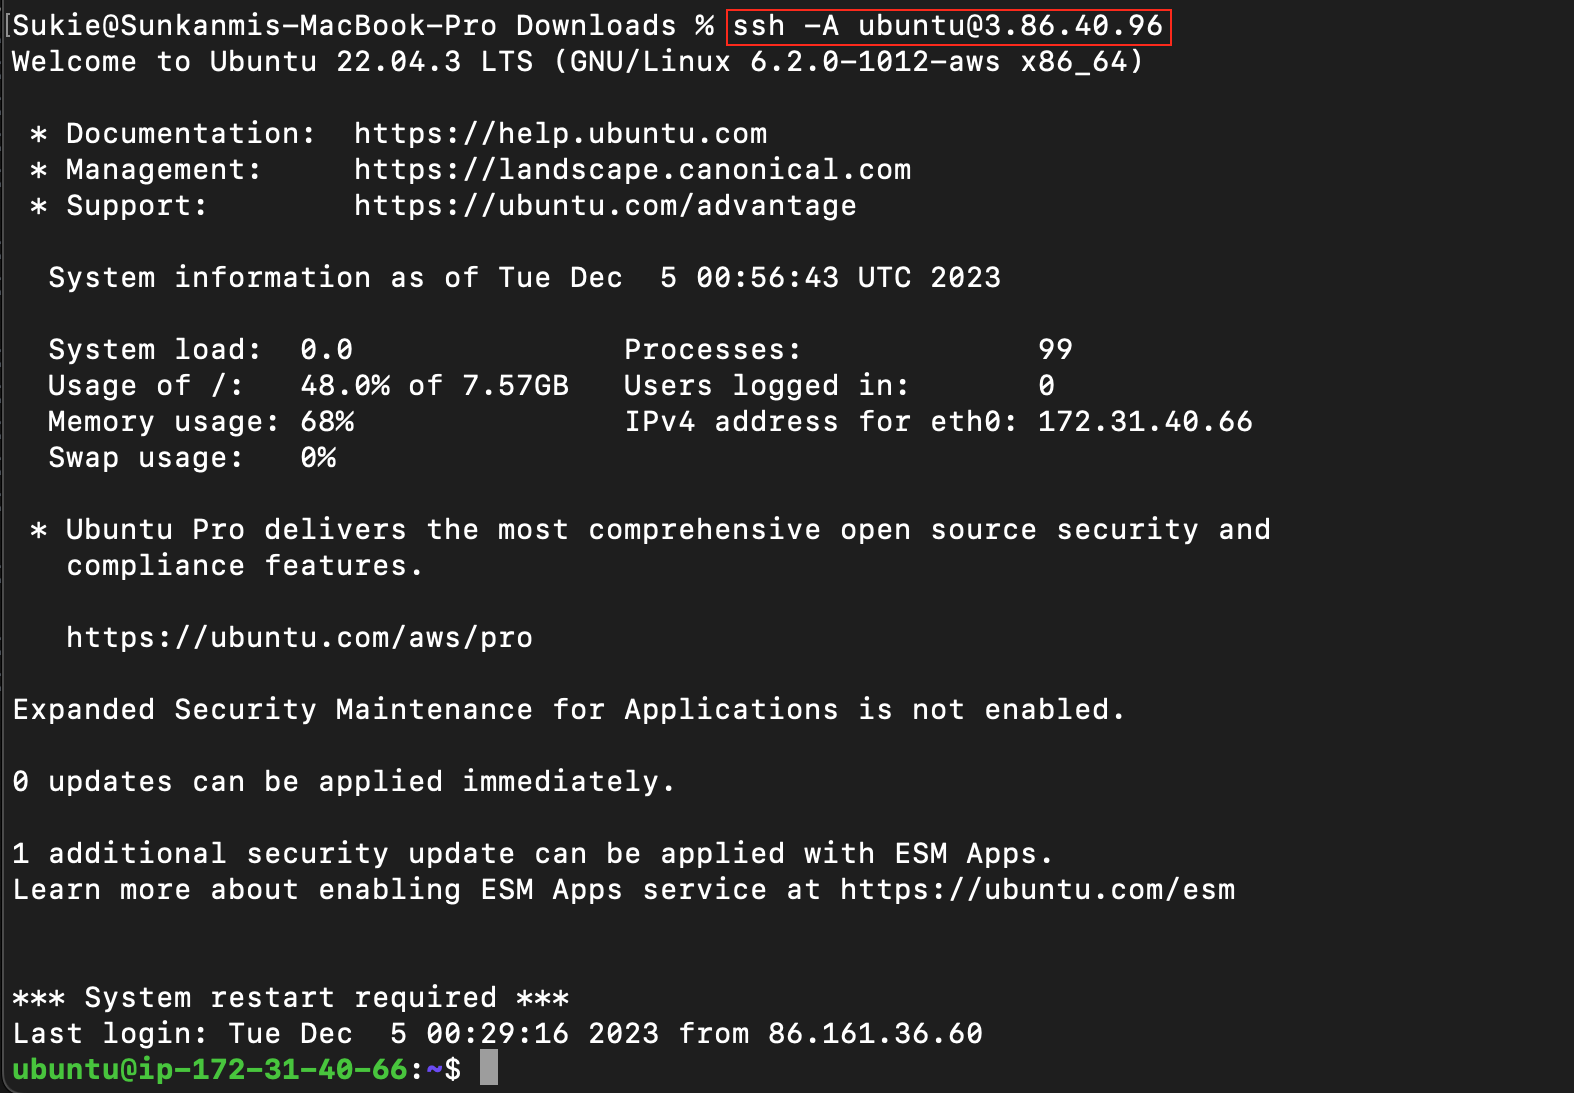 [Sukie@Sunkanmis-MacBook-Pro Downloads % ssh -A ubuntu@3.86.40.96
Welcome to Ubuntu 22.04.3 LTS (GNU/Linux 6.2.0-1012-aws x86_64)
* Documentation:  https://help.ubuntu.com
* Management:     https://landscape.canonical.com
* Support:        https://ubuntu.com/advantage
System information as of Tue Dec  5 00:56:43 UTC 2023
System load:  0.0               Processes:             99
Usage of /:   48.0% of 7.57GB   Users logged in:       0
Memory usage: 68%               IPv4 address for eth0: 172.31.40.66
Swap usage:   0%
* Ubuntu Pro delivers the most comprehensive open source security and
compliance features.
https://ubuntu.com/aws/pro
Expanded Security Maintenance for Applications is not enabled.
0 updates can be applied immediately.
1 additional security update can be applied with ESM Apps.
Learn more about enabling ESM Apps service at https://ubuntu.com/esm
*** System restart required ***
Last login: Tue Dec  5 00:29:16 2023 from 86.161.36.60
ubuntu@ip-172-31-40-66:~$